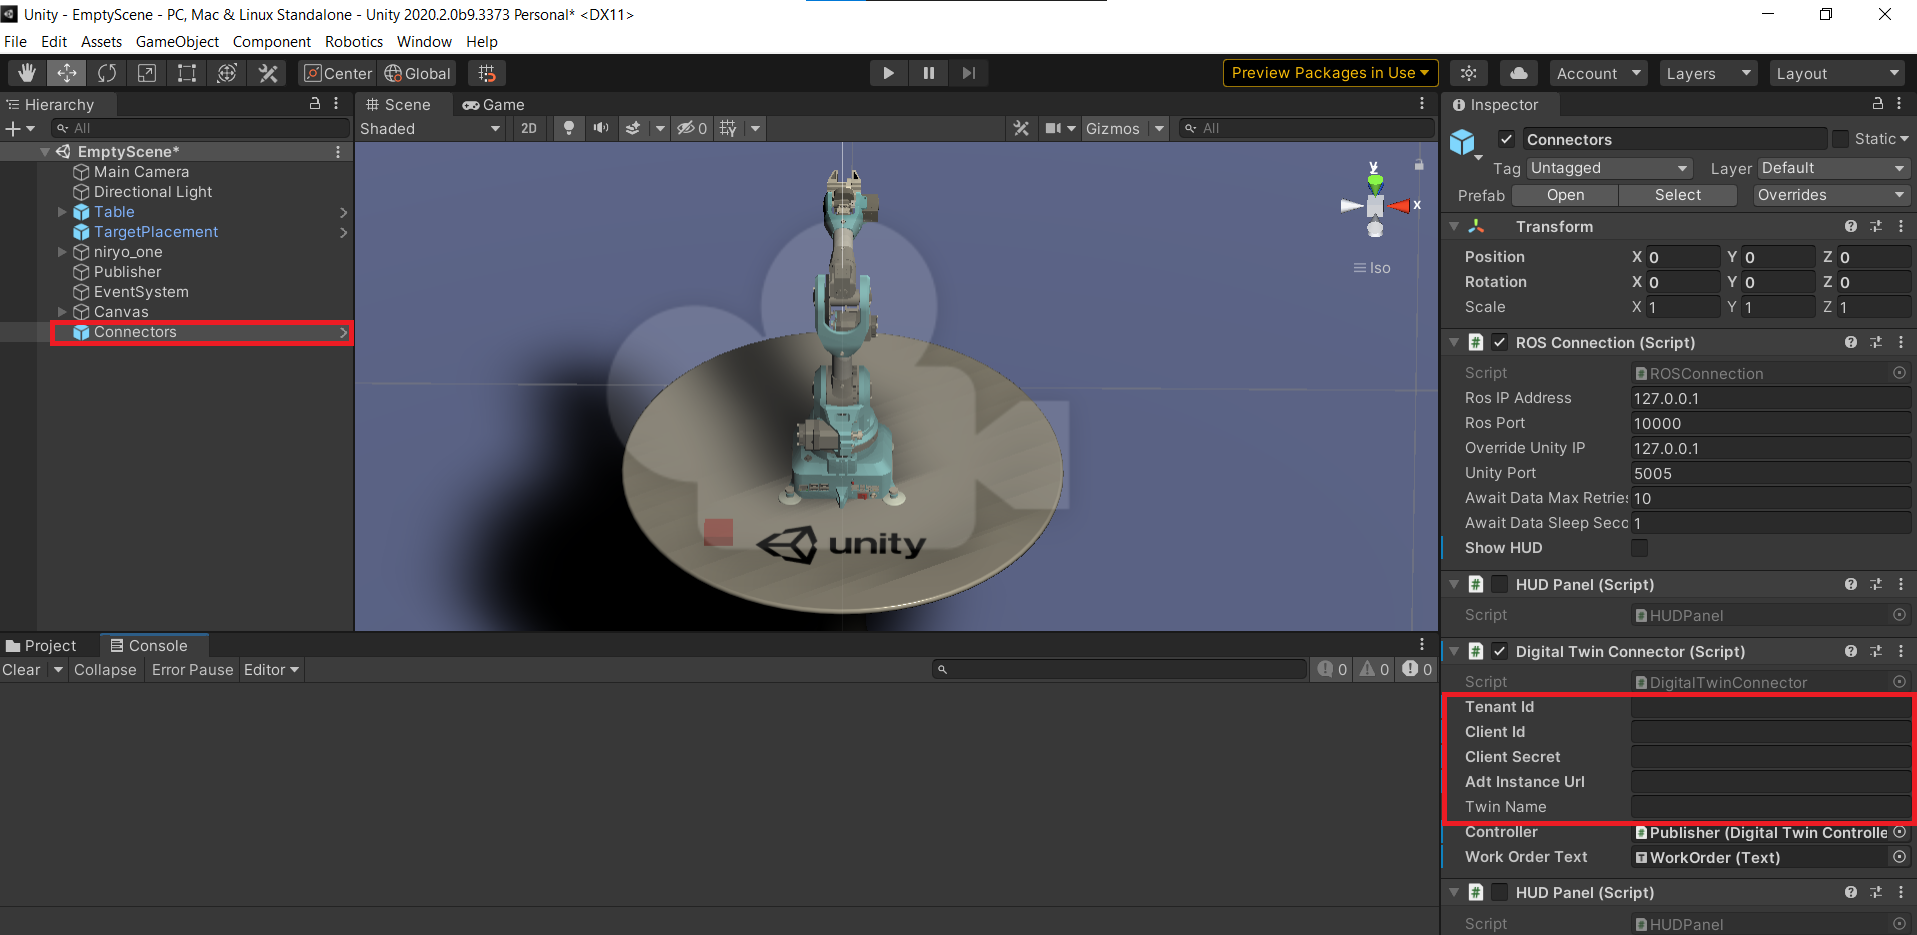 Unity - EmptyScene - PC, Mac & Linux Standalone - Unity 2020.2.0b9.3373 Personal* <DX11>
File Edit Assets GameObject Component Robotics Window Help
Center Global Preview Packages in Use Account Layers Layout
Hierarchy
All
EmptyScene*
Main Camera
Directional Light
Table
TargetPlacement
niryo_one
Publisher
EventSystem
Canvas
Connectors
Scene Game
Shaded 2D 0 Gizmos All
y
x
Iso
unity
Project Console
Clear Collapse Error Pause Editor 0 0 0
Inspector
Connectors Static
Tag Untagged Layer Default
Prefab Open Select Overrides
Transform
Position X 0 Y 0 Z 0
Rotation X 0 Y 0 Z 0
Scale X 1 Y 1 Z 1
# ROS Connection (Script)
Script ROSConnection
Ros IP Address 127.0.0.1
Ros Port 10000
Override Unity IP 127.0.0.1
Unity Port 5005
Await Data Max Retries 10
Await Data Sleep Secc 1
Show HUD
# HUD Panel (Script)
Script HUDPanel
# Digital Twin Connector (Script)
Script DigitalTwinConnector
Tenant Id
Client Id
Client Secret
Adt Instance Url
Twin Name
Controller Publisher (Digital Twin Controlle
Work Order Text WorkOrder (Text)
# HUD Panel (Script)
Script HUDPanel